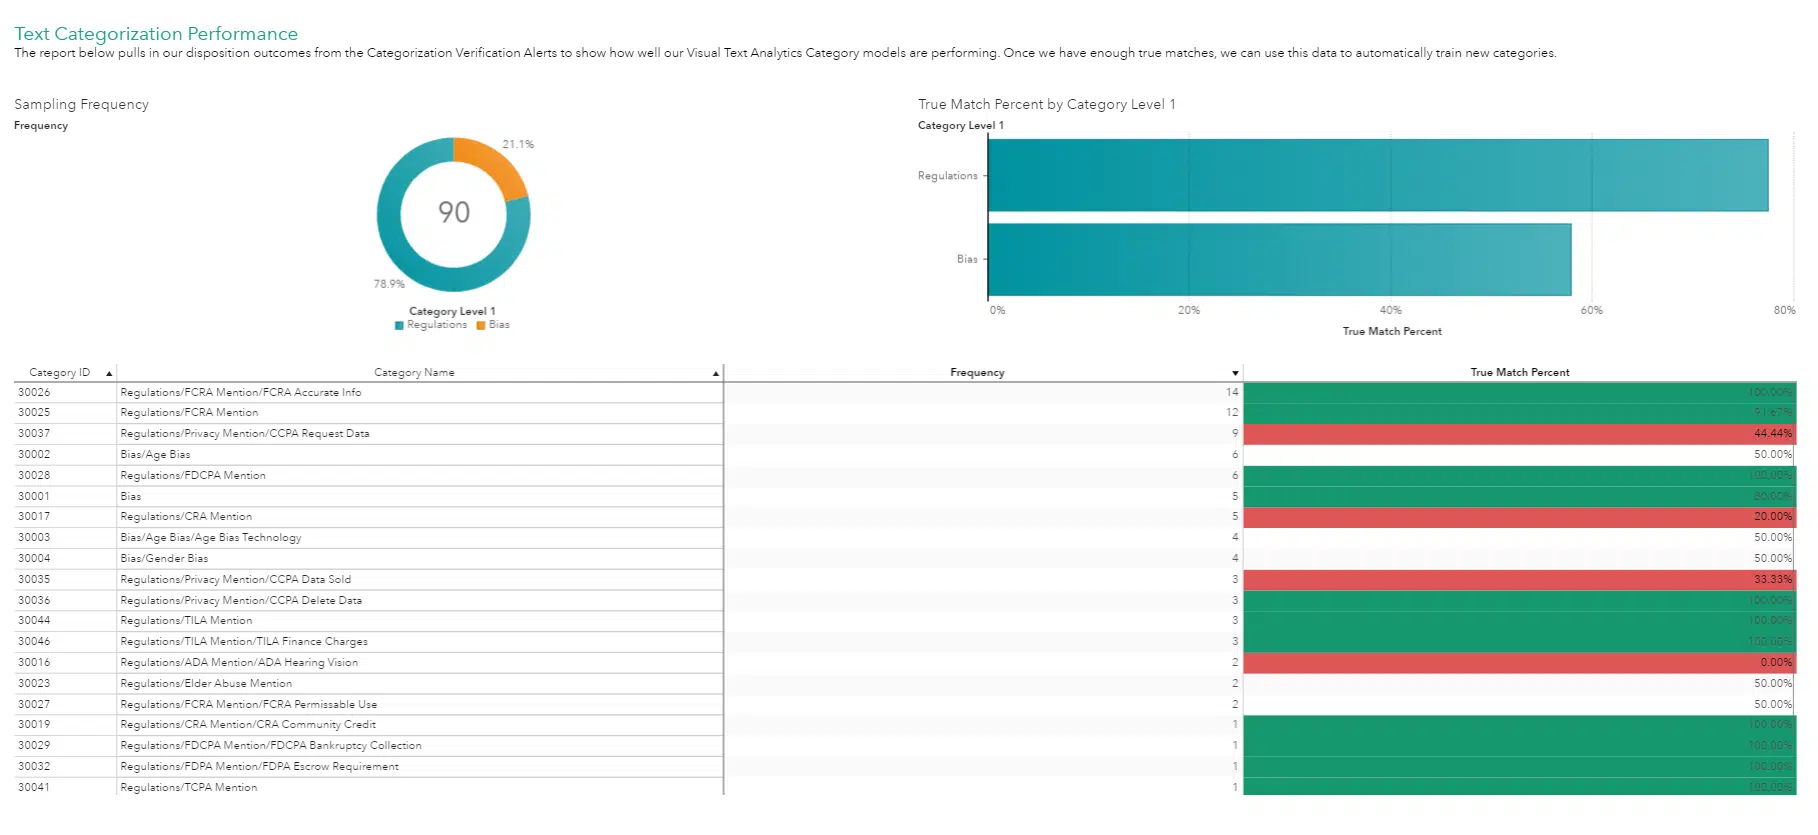 Text Categorization Performance
The report below pulls in our disposition outcomes from the Categorization Verification Alerts to show how well our Visual Text Analytics Category models are performing. Once we have enough true matches, we can use this data to automatically train new categories.
Sampling Frequency
Frequency
21.1%
90
78.9%
Category Level 1
Regulations Bias
True Match Percent by Category Level 1
Category Level 1
Regulations
Bias
0% 20% 40% 60% 80%
True Match Percent
Category ID Category Name Frequency True Match Percent
30026 Regulations/FCRA Mention/FCRA Accurate Info 14 100.00%
30025 Regulations/FCRA Mention 12 91.67%
30037 Regulations/Privacy Mention/CCPA Request Data 9 44.44%
30002 Bias/Age Bias 6 50.00%
30028 Regulations/FDCPA Mention 6 100.00%
30001 Bias 5 80.00%
30017 Regulations/CRA Mention 5 20.00%
30003 Bias/Age Bias/Age Bias Technology 4 50.00%
30004 Bias/Gender Bias 4 50.00%
30035 Regulations/Privacy Mention/CCPA Data Sold 3 33.33%
30036 Regulations/Privacy Mention/CCPA Delete Data 3 100.00%
30044 Regulations/TILA Mention 3 100.00%
30046 Regulations/TILA Mention/TILA Finance Charges 3 100.00%
30016 Regulations/ADA Mention/ADA Hearing Vision 2 0.00%
30023 Regulations/Elder Abuse Mention 2 50.00%
30027 Regulations/FCRA Mention/FCRA Permissable Use 2 50.00%
30019 Regulations/CRA Mention/CRA Community Credit 1 100.00%
30029 Regulations/FDCPA Mention/FDCPA Bankruptcy Collection 1 100.00%
30032 Regulations/FDPA Mention/FDPA Escrow Requirement 1 100.00%
30041 Regulations/TCPA Mention 1 100.00%